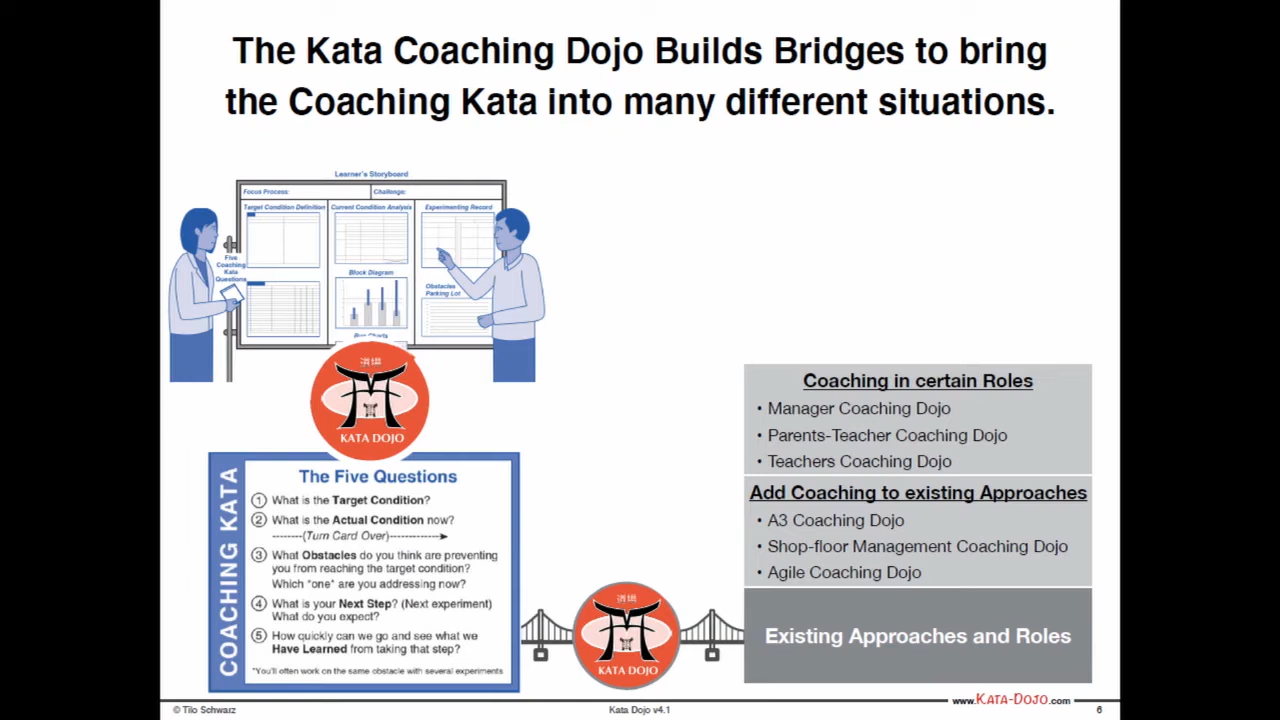 The Kata Coaching Dojo Builds Bridges to bring
the Coaching Kata into many different situations.
Learner's Storyboard
Focus Process:
Challenge:
Target Condition Definition
Current Condition Analysis
Experimenting Record
Five
Coaching
Kata
Questions
Block Diagram
Obstacles
Parking Lot
Run Charts
KATA DOJO
COACHING KATA
The Five Questions
1 What is the Target Condition?
2 What is the Actual Condition now?
--------(Turn Card Over)-------------►
3 What Obstacles do you think are preventing
you from reaching the target condition?
Which *one* are you addressing now?
4 What is your Next Step? (Next experiment)
What do you expect?
5 How quickly can we go and see what we
Have Learned from taking that step?
*You'll often work on the same obstacle with several experiments
KATA DOJO
Coaching in certain Roles
• Manager Coaching Dojo
• Parents-Teacher Coaching Dojo
• Teachers Coaching Dojo
Add Coaching to existing Approaches
• A3 Coaching Dojo
• Shop-floor Management Coaching Dojo
• Agile Coaching Dojo
Existing Approaches and Roles
© Tilo Schwarz
Kata Dojo v4.1
www.KATA-DOJO.com
6